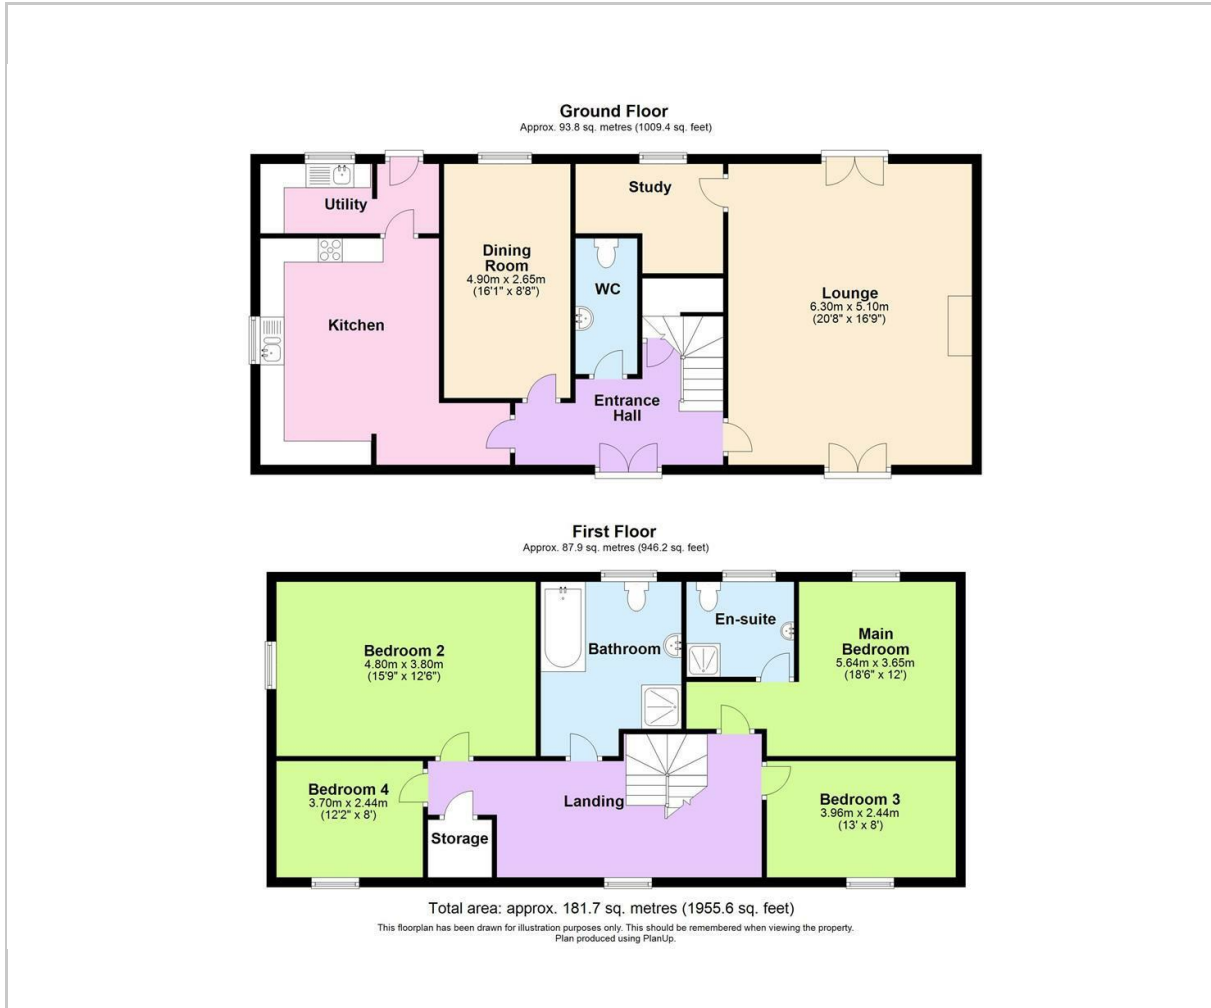 Ground Floor
Approx. 93.8 sq. metres (1009.4 sq. feet)
Utility
Kitchen
Dining
Room
4.90m x 2.65m
(16'1" x 8'8")
Study
WC
Entrance
Hall
Lounge
6.30m x 5.10m
(20'8" x 16'9")
First Floor
Approx. 87.9 sq. metres (946.2 sq. feet)
Bedroom 2
4.80m x 3.80m
(15'9" x 12'6")
Bathroom
En-suite
Main
Bedroom
5.64m x 3.65m
(18'6" x 12')
Bedroom 4
3.70m x 2.44m
(12'2" x 8')
Storage
Landing
Bedroom 3
3.96m x 2.44m
(13' x 8')
Total area: approx. 181.7 sq. metres (1955.6 sq. feet)
This floorplan has been drawn for illustration purposes only. This should be remembered when viewing the property.
Plan produced using PlanUp.